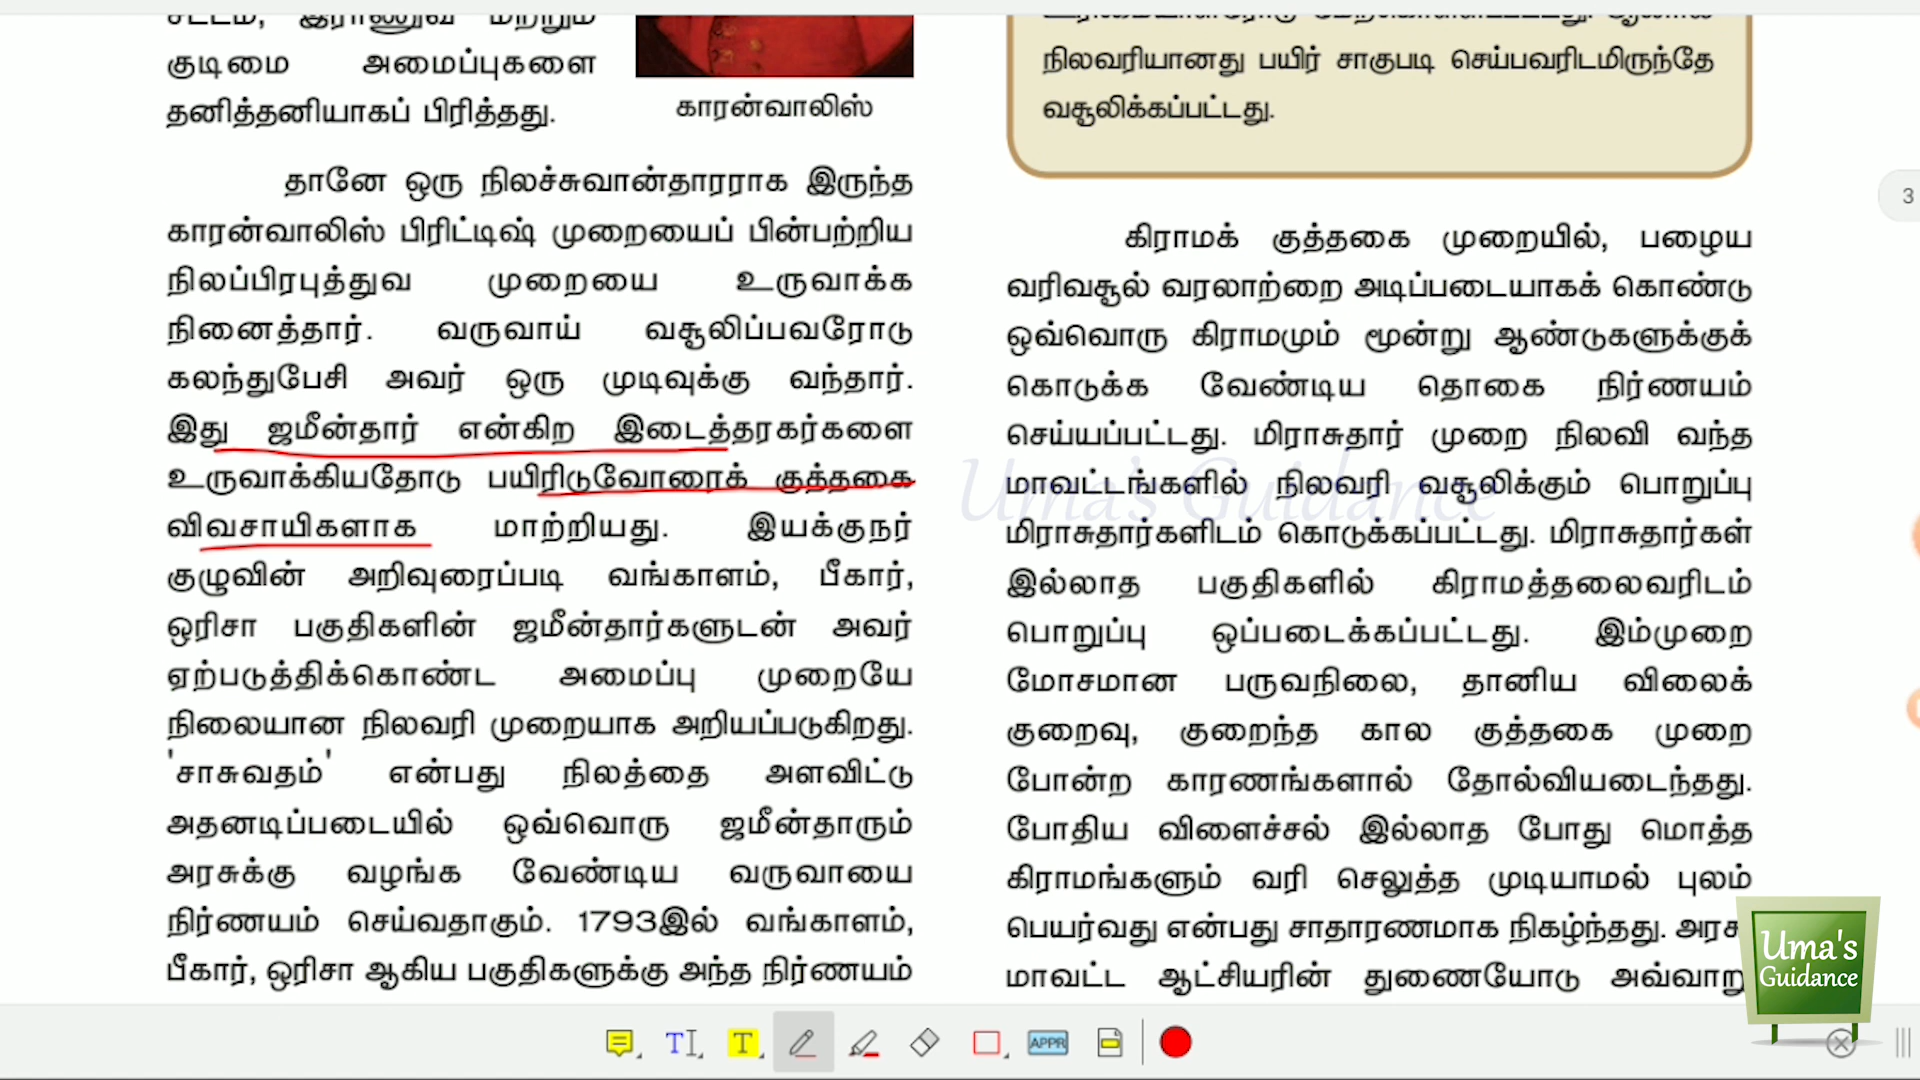 சட்டம், இராணுவ மற்றும்
குடிமை அமைப்புகளை
தனித்தனியாகப் பிரித்தது.
காரன்வாலிஸ்
தானே ஒரு நிலச்சுவான்தாரராக இருந்த
காரன்வாலிஸ் பிரிட்டிஷ் முறையைப் பின்பற்றிய
நிலப்பிரபுத்துவ முறையை உருவாக்க
நினைத்தார். வருவாய் வசூலிப்பவரோடு
கலந்துபேசி அவர் ஒரு முடிவுக்கு வந்தார்.
இது ஜமீன்தார் என்கிற இடைத்தரகர்களை
உருவாக்கியதோடு பயிரிடுவோரைக் குத்தகை
விவசாயிகளாக மாற்றியது. இயக்குநர்
குழுவின் அறிவுரைப்படி வங்காளம், பீகார்,
ஒரிசா பகுதிகளின் ஜமீன்தார்களுடன் அவர்
ஏற்படுத்திக்கொண்ட அமைப்பு முறையே
நிலையான நிலவரி முறையாக அறியப்படுகிறது.
'சாசுவதம்' என்பது நிலத்தை அளவிட்டு
அதனடிப்படையில் ஒவ்வொரு ஜமீன்தாரும்
அரசுக்கு வழங்க வேண்டிய வருவாயை
நிர்ணயம் செய்வதாகும். 1793இல் வங்காளம்,
பீகார், ஒரிசா ஆகிய பகுதிகளுக்கு அந்த நிர்ணயம்
நிலவரியானது பயிர் சாகுபடி செய்பவரிடமிருந்தே
வசூலிக்கப்பட்டது.
கிராமக் குத்தகை முறையில், பழைய
வரிவசூல் வரலாற்றை அடிப்படையாகக் கொண்டு
ஒவ்வொரு கிராமமும் மூன்று ஆண்டுகளுக்குக்
கொடுக்க வேண்டிய தொகை நிர்ணயம்
செய்யப்பட்டது. மிராசுதார் முறை நிலவி வந்த
மாவட்டங்களில் நிலவரி வசூலிக்கும் பொறுப்பு
மிராசுதார்களிடம் கொடுக்கப்பட்டது. மிராசுதார்கள்
இல்லாத பகுதிகளில் கிராமத்தலைவரிடம்
பொறுப்பு ஒப்படைக்கப்பட்டது. இம்முறை
மோசமான பருவநிலை, தானிய விலைக்
குறைவு, குறைந்த கால குத்தகை முறை
போன்ற காரணங்களால் தோல்வியடைந்தது.
போதிய விளைச்சல் இல்லாத போது மொத்த
கிராமங்களும் வரி செலுத்த முடியாமல் புலம்
பெயர்வது என்பது சாதாரணமாக நிகழ்ந்தது. அரசு
மாவட்ட ஆட்சியரின் துணையோடு அவ்வாறு
3
Uma's Guidance
Uma's
Guidance
APPR